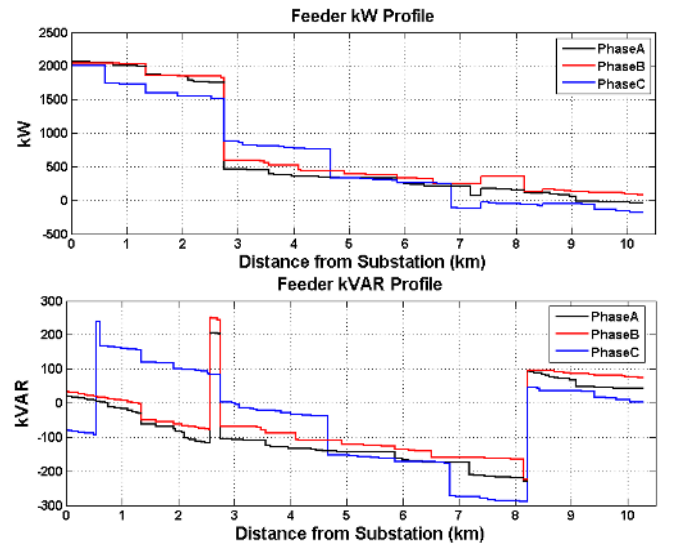 Feeder kW Profile
2500
2000
1500
1000
500
0
-500
kW
PhaseA
PhaseB
PhaseC
0 1 2 3 4 5 6 7 8 9 10
Distance from Substation (km)
Feeder kVAR Profile
300
200
100
0
-100
-200
-300
kVAR
PhaseA
PhaseB
PhaseC
0 1 2 3 4 5 6 7 8 9 10
Distance from Substation (km)